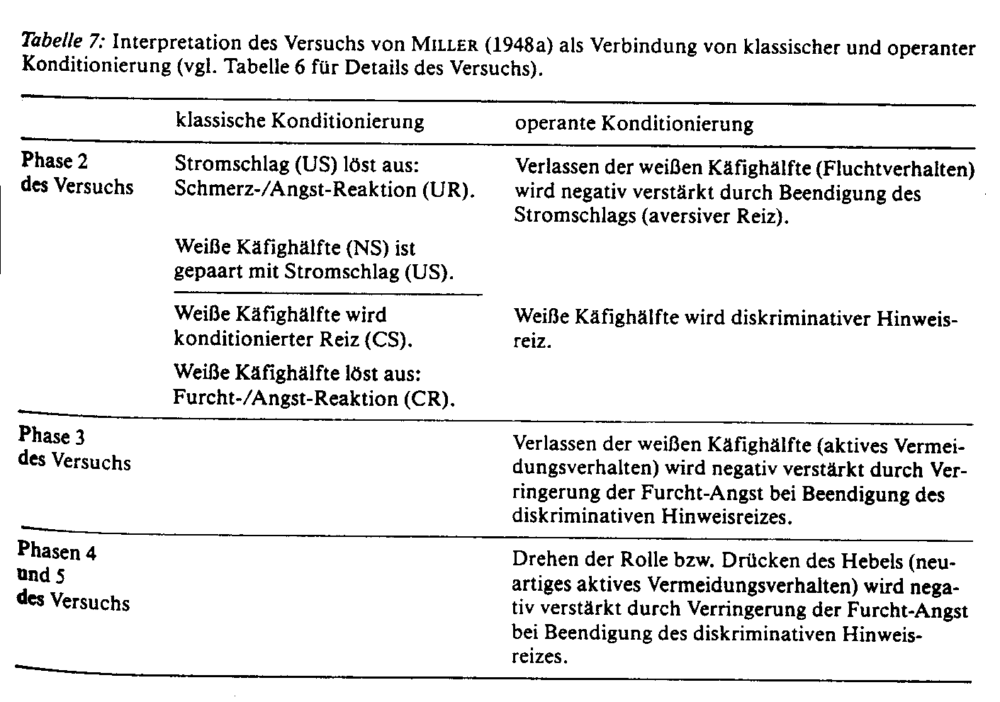 Tabelle 7: Interpretation des Versuchs von MILLER (1948a) als Verbindung von klassischer und operanter
Konditionierung (vgl. Tabelle 6 für Details des Versuchs).
klassische Konditionierung
operante Konditionierung
Phase 2
des Versuchs
Stromschlag (US) löst aus:
Schmerz-/Angst-Reaktion (UR).
Weiße Käfighälfte (NS) ist
gepaart mit Stromschlag (US).
Weiße Käfighälfte wird
konditionierter Reiz (CS).
Weiße Käfighälfte löst aus:
Furcht-/Angst-Reaktion (CR).
Verlassen der weißen Käfighälfte (Fluchtverhalten)
wird negativ verstärkt durch Beendigung des
Stromschlags (aversiver Reiz).
Weiße Käfighälfte wird diskriminativer Hinweis-
reiz.
Phase 3
des Versuchs
Verlassen der weißen Käfighälfte (aktives Vermei-
dungsverhalten) wird negativ verstärkt durch Ver-
ringerung der Furcht-Angst bei Beendigung des
diskriminativen Hinweisreizes.
Phasen 4
und 5
des Versuchs
Drehen der Rolle bzw. Drücken des Hebels (neu-
artiges aktives Vermeidungsverhalten) wird nega-
tiv verstärkt durch Verringerung der Furcht-Angst
bei Beendigung des diskriminativen Hinweis-
reizes.